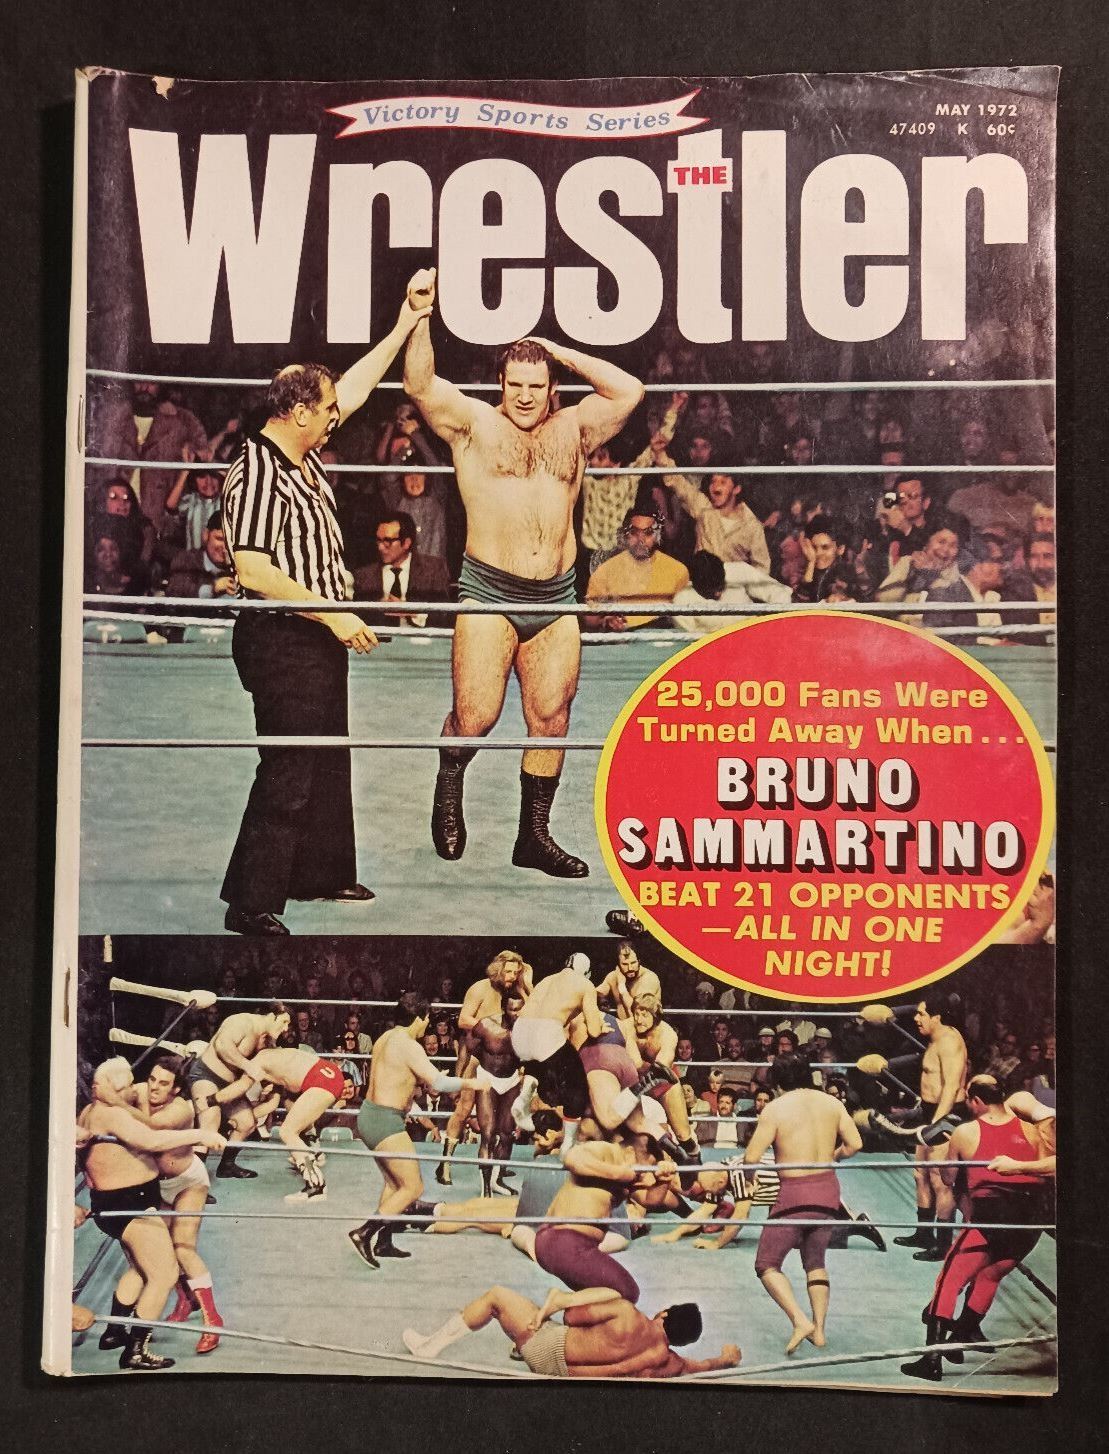 Victory Sports Series
MAY 1972
47409 K 60¢
THE
Wrestler
25,000 Fans Were
Turned Away When...
BRUNO
SAMMARTINO
BEAT 21 OPPONENTS
—ALL IN ONE
NIGHT!
U